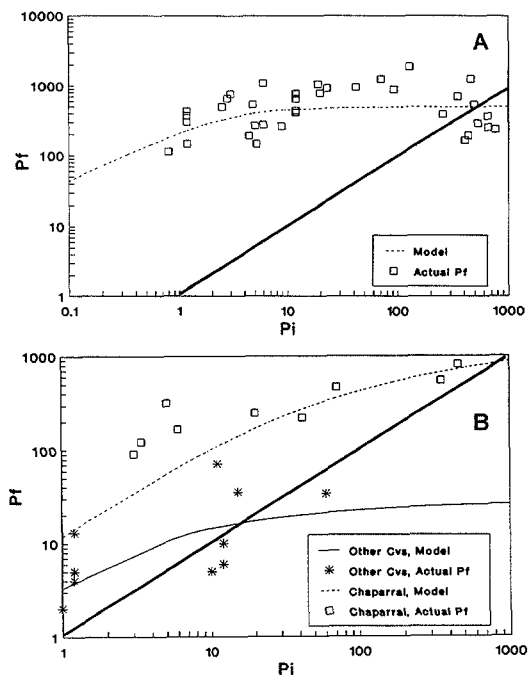 A
10000
1000
100
10
1
Pf
0.1 1 10 100 1000
Pi
Model
Actual Pf
B
1000
100
10
1
Pf
1 10 100 1000
Pi
Other Cvs, Model
Other Cvs, Actual Pf
Chaparral, Model
Chaparral, Actual Pf